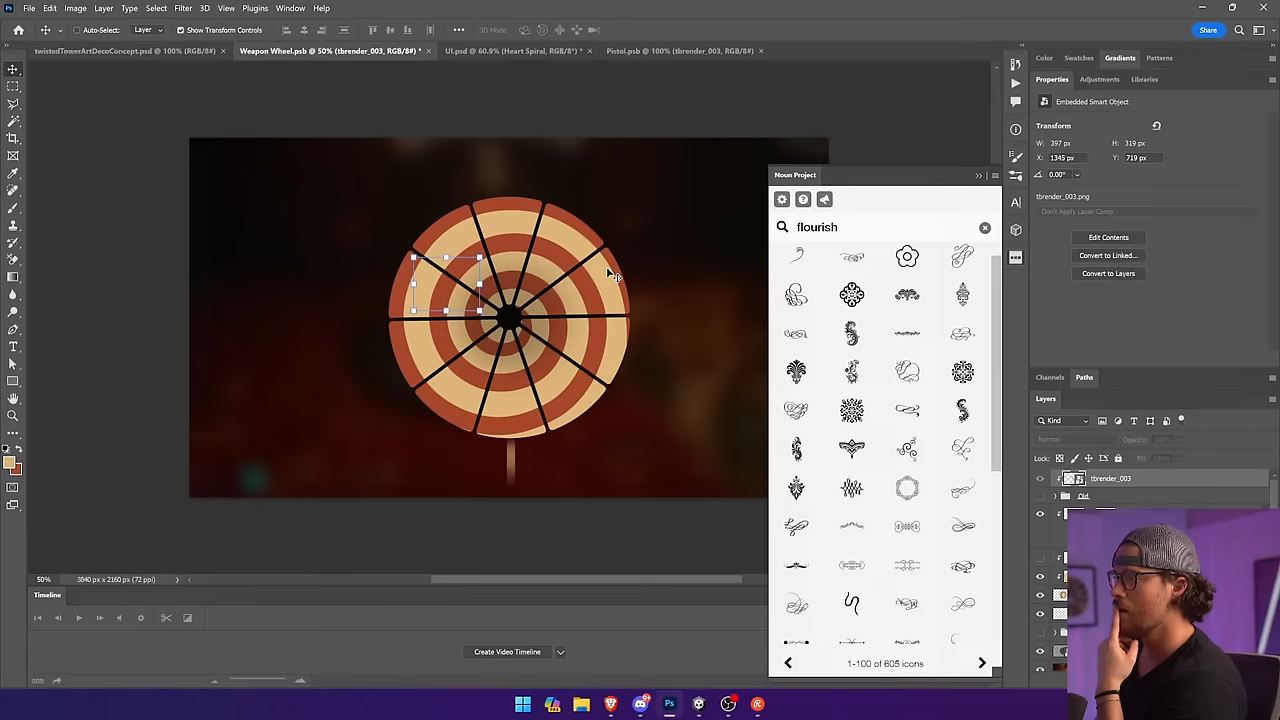 File Edit Image Layer Type Select Filter 3D View Plugins Window Help
Auto-Select: Layer Show Transform Controls 3D Mode: Share
twistedTowerArtDecoConcept.psd @ 100% (RGB/8#) × Weapon Wheel.psb @ 50% (tbrender_003, RGB/8#) * × UI.psd @ 60.9% (Heart Spiral, RGB/8*) * × Pistol.psb @ 100% (tbrender_003, RGB/8#) ×
Color Swatches Gradients Patterns
Properties Adjustments Libraries
Embedded Smart Object
Transform
W: 397 px H: 319 px
X: 1345 px Y: 719 px
0.00°
tbrender_003.png
Don't Apply Layer Comp
Edit Contents
Convert to Linked...
Convert to Layers
Noun Project
flourish
1-100 of 605 icons
Channels Paths
Layers
Kind
Normal Opacity: 100%
Lock: Fill: 100%
tbrender_003
Old
50% 3840 px x 2160 px (72 ppi)
Timeline
Create Video Timeline